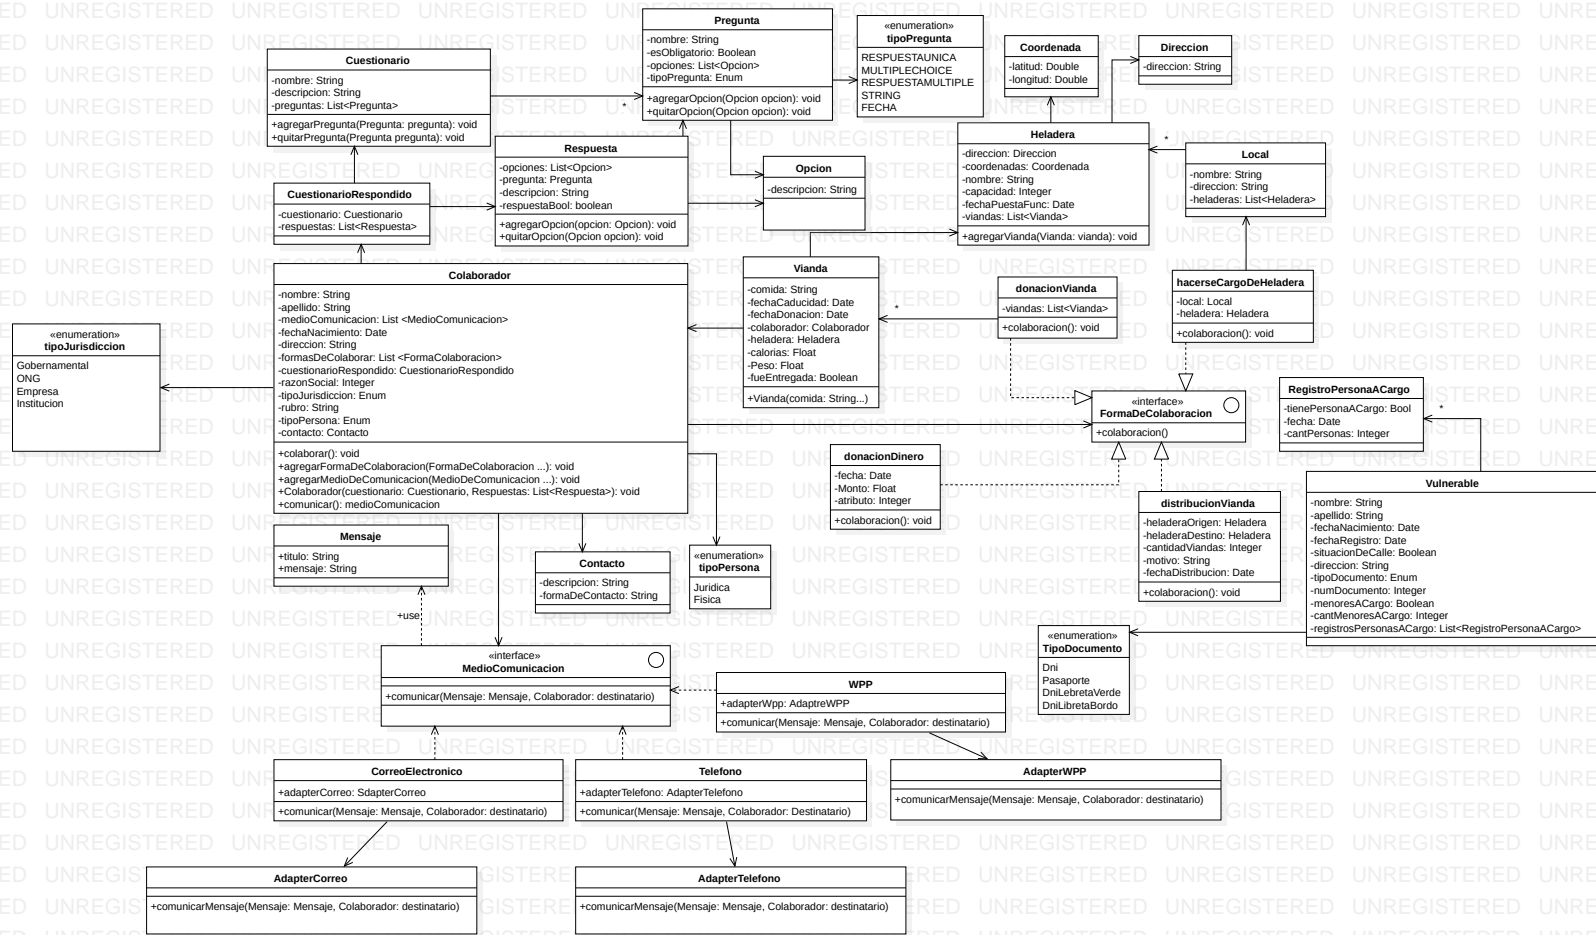 Pregunta
-nombre: String
-esObligatorio: Boolean
-opciones: List<Opcion>
-tipoPregunta: Enum
+agregarOpcion(Opcion opcion): void
+quitarOpcion(Opcion opcion): void
«enumeration»
tipoPregunta
RESPUESTAUNICA
MULTIPLECHOICE
RESPUESTAMULTIPLE
STRING
FECHA
Coordenada
-latitud: Double
-longitud: Double
Direccion
-direccion: String
Cuestionario
-nombre: String
-descripcion: String
-preguntas: List<Pregunta>
+agregarPregunta(Pregunta: pregunta): void
+quitarPregunta(Pregunta pregunta): void
*
Respuesta
-opciones: List<Opcion>
-pregunta: Pregunta
-descripcion: String
-respuestaBool: boolean
+agregarOpcion(opcion: Opcion): void
+quitarOpcion(Opcion opcion): void
Opcion
-descripcion: String
Heladera
-direccion: Direccion
-coordenadas: Coordenada
-nombre: String
-capacidad: Integer
-fechaPuestaFunc: Date
-viandas: List<Vianda>
+agregarVianda(Vianda: vianda): void
*
Local
-nombre: String
-direccion: String
-heladeras: List<Heladera>
CuestionarioRespondido
-cuestionario: Cuestionario
-respuestas: List<Respuesta>
Colaborador
-nombre: String
-apellido: String
-medioComunicacion: List <MedioComunicacion>
-fechaNacimiento: Date
-direccion: String
-formasDeColaborar: List <FormaColaboracion>
-cuestionarioRespondido: CuestionarioRespondido
-razonSocial: Integer
-tipoJurisdiccion: Enum
-rubro: String
-tipoPersona: Enum
-contacto: Contacto
+colaborar(): void
+agregarFormaDeColaboracion(FormaDeColaboracion ...): void
+agregarMedioDeComunicacion(MedioDeComunicacion ...): void
+Colaborador(cuestionario: Cuestionario, Respuestas: List<Respuesta>): void
+comunicar(): medioComunicacion
«enumeration»
tipoJurisdiccion
Gobernamental
ONG
Empresa
Institucion
Vianda
-comida: String
-fechaCaducidad: Date
-fechaDonacion: Date
-colaborador: Colaborador
-heladera: Heladera
-calorias: Float
-Peso: Float
-fueEntregada: Boolean
+Vianda(comida: String...)
*
donacionVianda
-viandas: List<Vianda>
+colaboracion(): void
hacerseCargoDeHeladera
-local: Local
-heladera: Heladera
+colaboracion(): void
«interface»
FormaDeColaboracion
+colaboracion()
RegistroPersonaACargo
-tienePersonaACargo: Bool
-fecha: Date
-cantPersonas: Integer
*
donacionDinero
-fecha: Date
-Monto: Float
-atributo: Integer
+colaboracion(): void
distribucionVianda
-heladeraOrigen: Heladera
-heladeraDestino: Heladera
-cantidadViandas: Integer
-motivo: String
-fechaDistribucion: Date
+colaboracion(): void
Vulnerable
-nombre: String
-apellido: String
-fechaNacimiento: Date
-fechaRegistro: Date
-situacionDeCalle: Boolean
-direccion: String
-tipoDocumento: Enum
-numDocumento: Integer
-menoresACargo: Boolean
-cantMenoresACargo: Integer
-registrosPersonasACargo: List<RegistroPersonaACargo>
Mensaje
+titulo: String
+mensaje: String
+use
Contacto
-descripcion: String
-formaDeContacto: String
«enumeration»
tipoPersona
Juridica
Fisica
«enumeration»
TipoDocumento
Dni
Pasaporte
DniLebretaVerde
DniLibretaBordo
«interface»
MedioComunicacion
+comunicar(Mensaje: Mensaje, Colaborador: destinatario)
WPP
+adapterWpp: AdaptreWPP
+comunicar(Mensaje: Mensaje, Colaborador: destinatario)
CorreoElectronico
+adapterCorreo: SdapterCorreo
+comunicar(Mensaje: Mensaje, Colaborador: destinatario)
Telefono
+adapterTelefono: AdapterTelefono
+comunicar(Mensaje: Mensaje, Colaborador: Destinatario)
AdapterWPP
+comunicarMensaje(Mensaje: Mensaje, Colaborador: destinatario)
AdapterCorreo
+comunicarMensaje(Mensaje: Mensaje, Colaborador: destinatario)
AdapterTelefono
+comunicarMensaje(Mensaje: Mensaje, Colaborador: destinatario)
UNREGISTERED